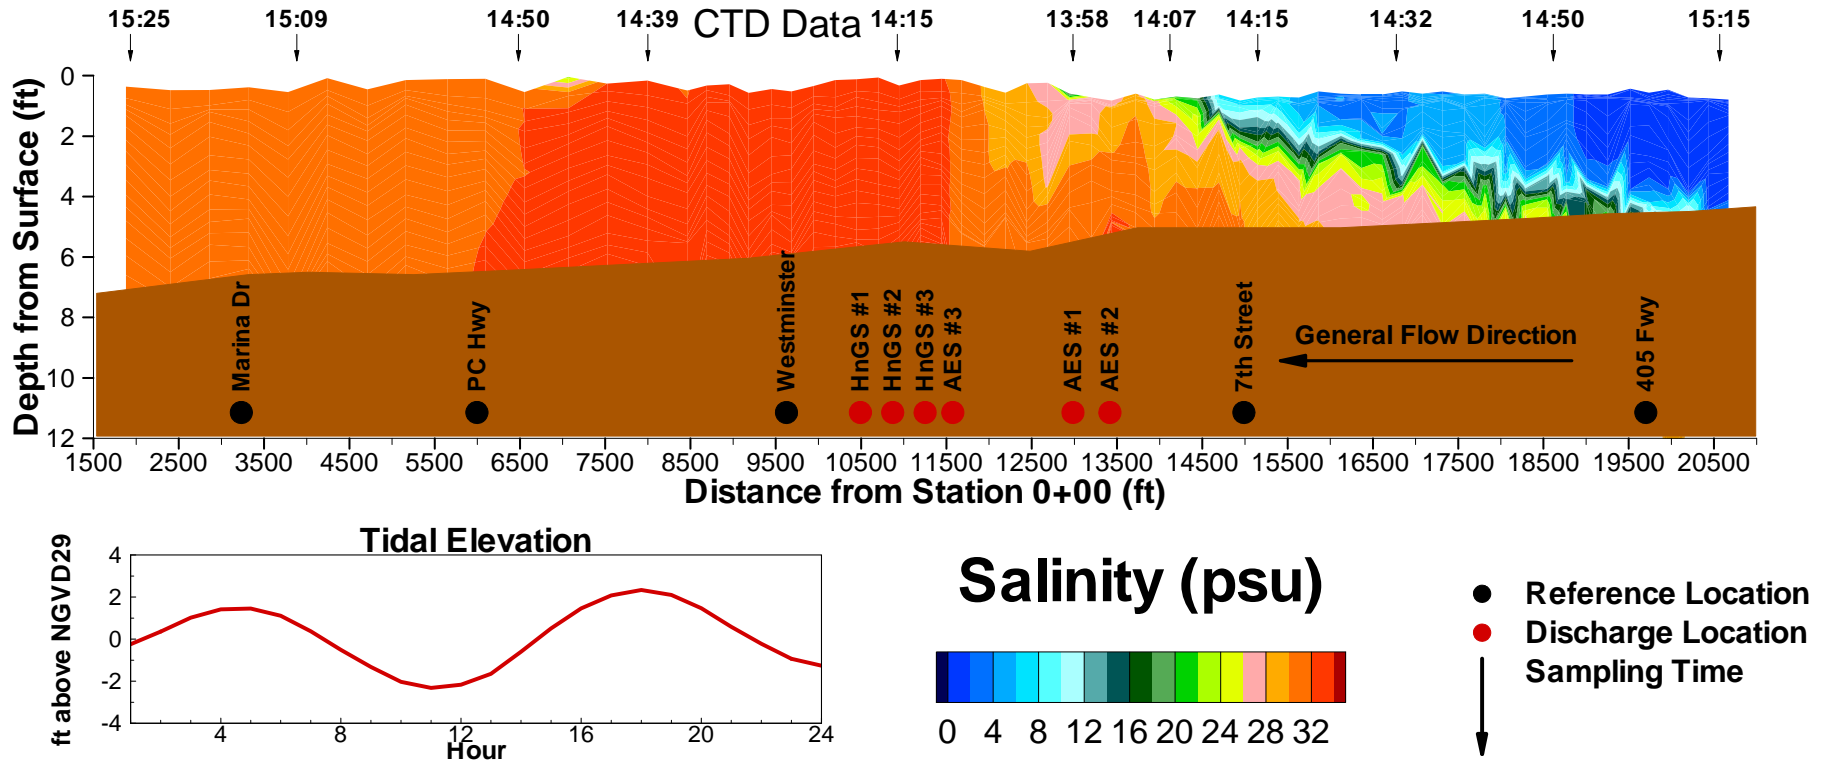 15:25 15:09 14:50 14:39 CTD Data 14:15 13:58 14:07 14:15 14:32 14:50 15:15
Depth from Surface (ft)
0
2
4
6
8
10
12
Marina Dr
PC Hwy
Westminster
HnGS #1
HnGS #2
HnGS #3
AES #3
AES #1
AES #2
7th Street
General Flow Direction
405 Fwy
1500 2500 3500 4500 5500 6500 7500 8500 9500 10500 11500 12500 13500 14500 15500 16500 17500 18500 19500 20500
Distance from Station 0+00 (ft)
Tidal Elevation
ft above NGVD29
4
2
0
-2
-4
4 8 12 16 20 24
Hour
Salinity (psu)
0 4 8 12 16 20 24 28 32
Reference Location
Discharge Location
Sampling Time